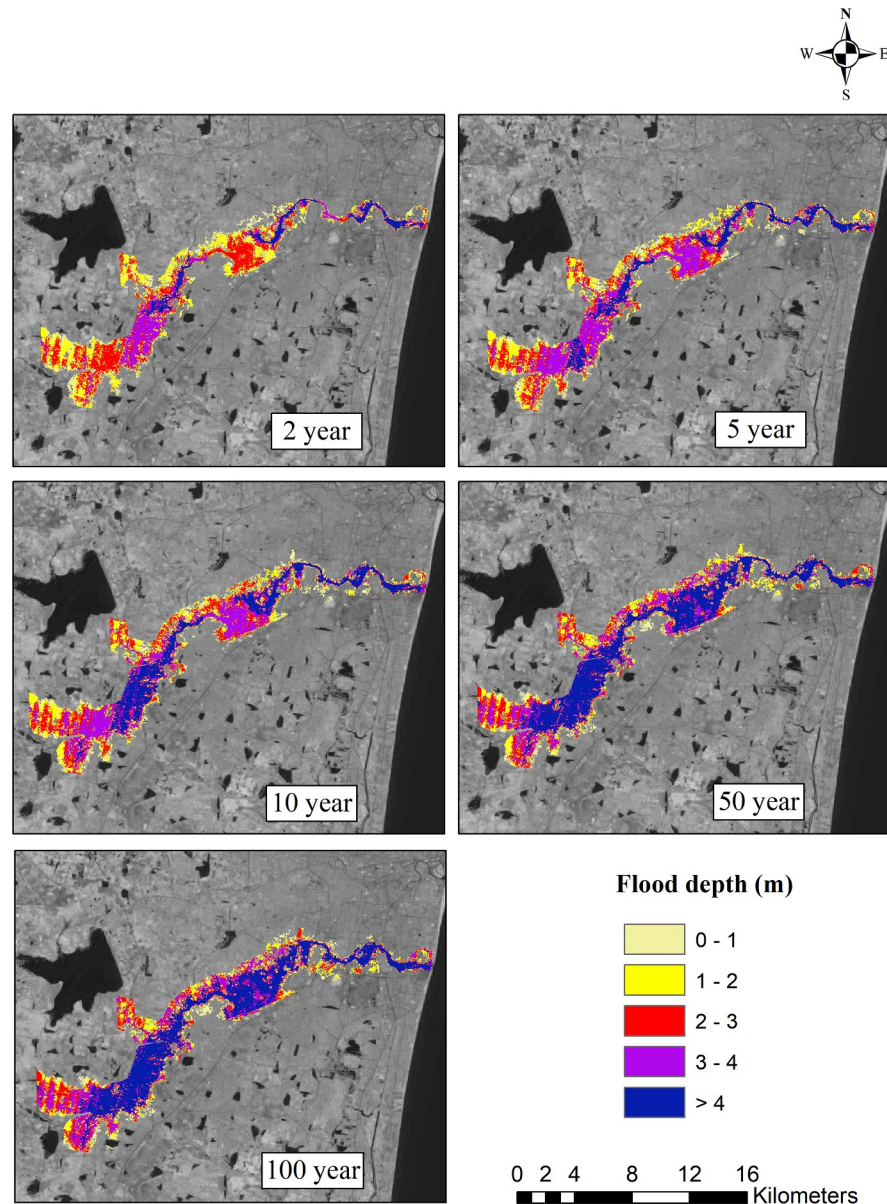 N
W E
S
2 year
5 year
10 year
50 year
100 year
Flood depth (m)
0 - 1
1 - 2
2 - 3
3 - 4
> 4
0 2 4 8 12 16
Kilometers